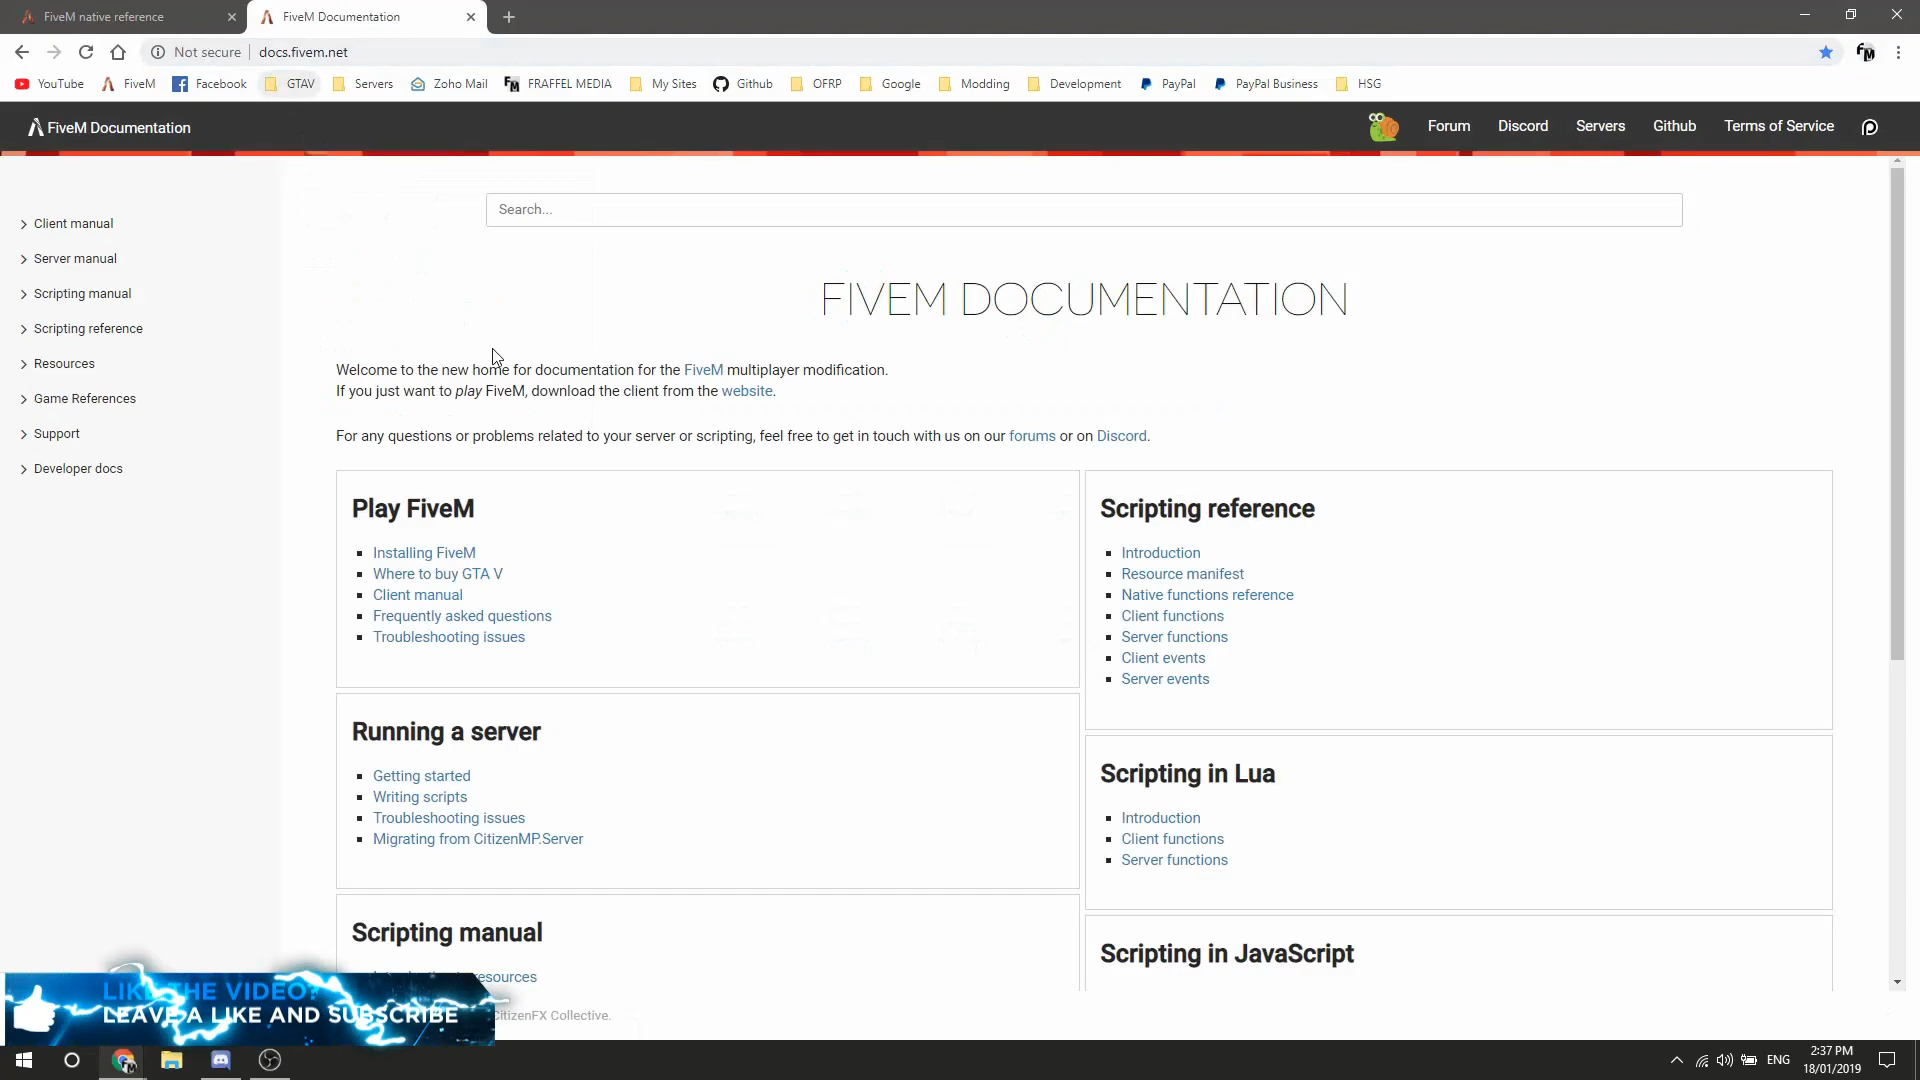 FiveM native reference
FiveM Documentation
Not secure
docs.fivem.net
YouTube
FiveM
Facebook
GTAV
Servers
Zoho Mail
FRAFFEL MEDIA
My Sites
Github
OFRP
Google
Modding
Development
PayPal
PayPal Business
HSG
FiveM Documentation
Forum
Discord
Servers
Github
Terms of Service
Client manual
Server manual
Scripting manual
Scripting reference
Resources
Game References
Support
Developer docs
Search...
FIVEM DOCUMENTATION
Welcome to the new home for documentation for the FiveM multiplayer modification.
If you just want to play FiveM, download the client from the website.
For any questions or problems related to your server or scripting, feel free to get in touch with us on our forums or on Discord.
Play FiveM
Installing FiveM
Where to buy GTA V
Client manual
Frequently asked questions
Troubleshooting issues
Running a server
Getting started
Writing scripts
Troubleshooting issues
Migrating from CitizenMP.Server
Scripting manual
resources
Scripting reference
Introduction
Resource manifest
Native functions reference
Client functions
Server functions
Client events
Server events
Scripting in Lua
Introduction
Client functions
Server functions
Scripting in JavaScript
CitizenFX Collective.
LIKE THE VIDEO?
LEAVE A LIKE AND SUBSCRIBE
ENG
2:37 PM
18/01/2019